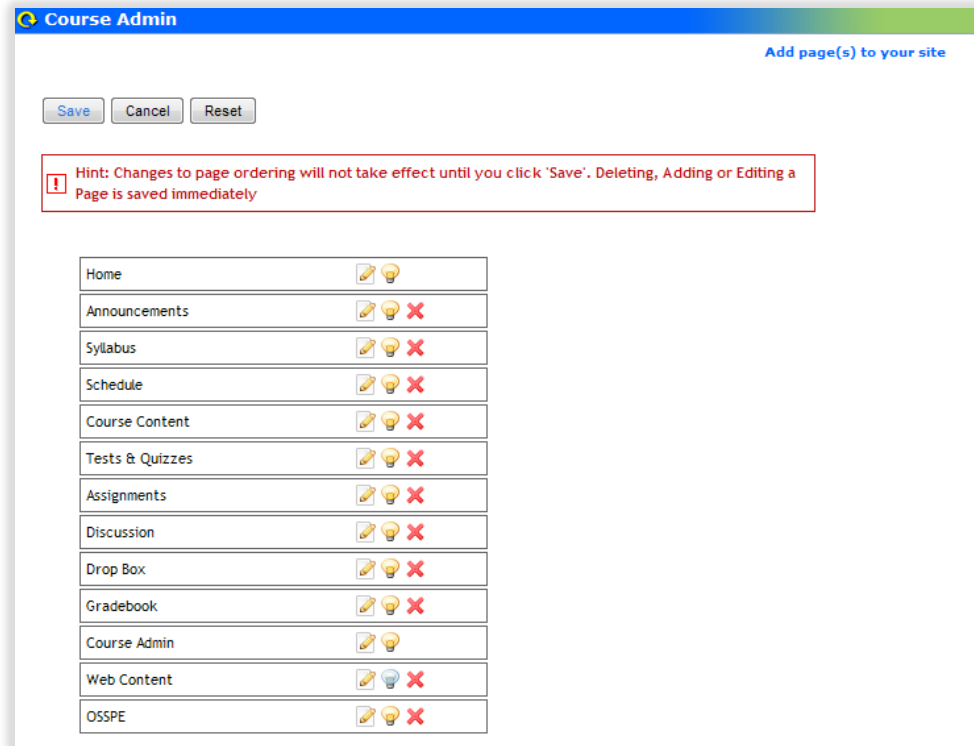 Course Admin
Add page(s) to your site
Save Cancel Reset
Hint: Changes to page ordering will not take effect until you click 'Save'. Deleting, Adding or Editing a
Page is saved immediately
Home
Announcements
Syllabus
Schedule
Course Content
Tests & Quizzes
Assignments
Discussion
Drop Box
Gradebook
Course Admin
Web Content
OSSPE